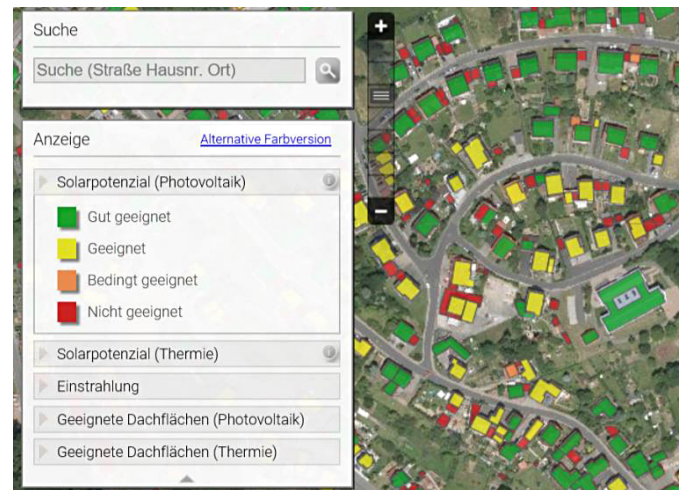 Suche
Suche (Straße Hausnr. Ort)
Anzeige
Alternative Farbversion
Solarpotenzial (Photovoltaik)
Gut geeignet
Geeignet
Bedingt geeignet
Nicht geeignet
Solarpotenzial (Thermie)
Einstrahlung
Geeignete Dachflächen (Photovoltaik)
Geeignete Dachflächen (Thermie)